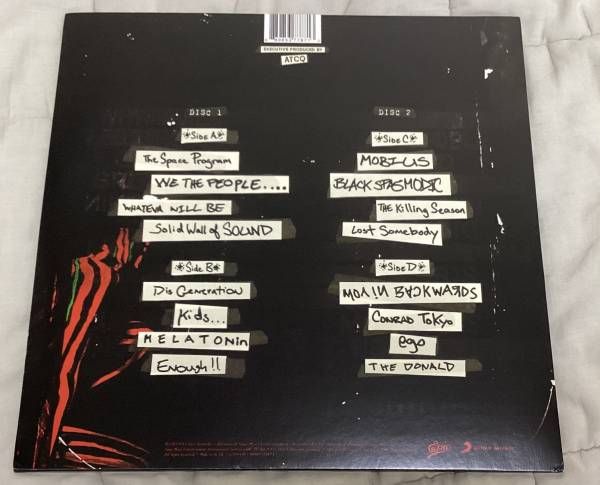 EXECUTIVE PRODUCED BY
ATCQ
DISC 1
*Side A*
The Space Program
WE THE PEOPLE....
WHATEVA WILL BE
Solid Wall of SOUND
*Side B*
Dis Generation
Kids...
MELATONin
Enough!!
DISC 2
*Side C*
MOBIUS
BLACK SPASMODIC
THE Killing Season
Lost Somebody
*Side D*
MOVIN BACKWARDS
CONRAD TOKYO
ego
THE DONALD
Epic